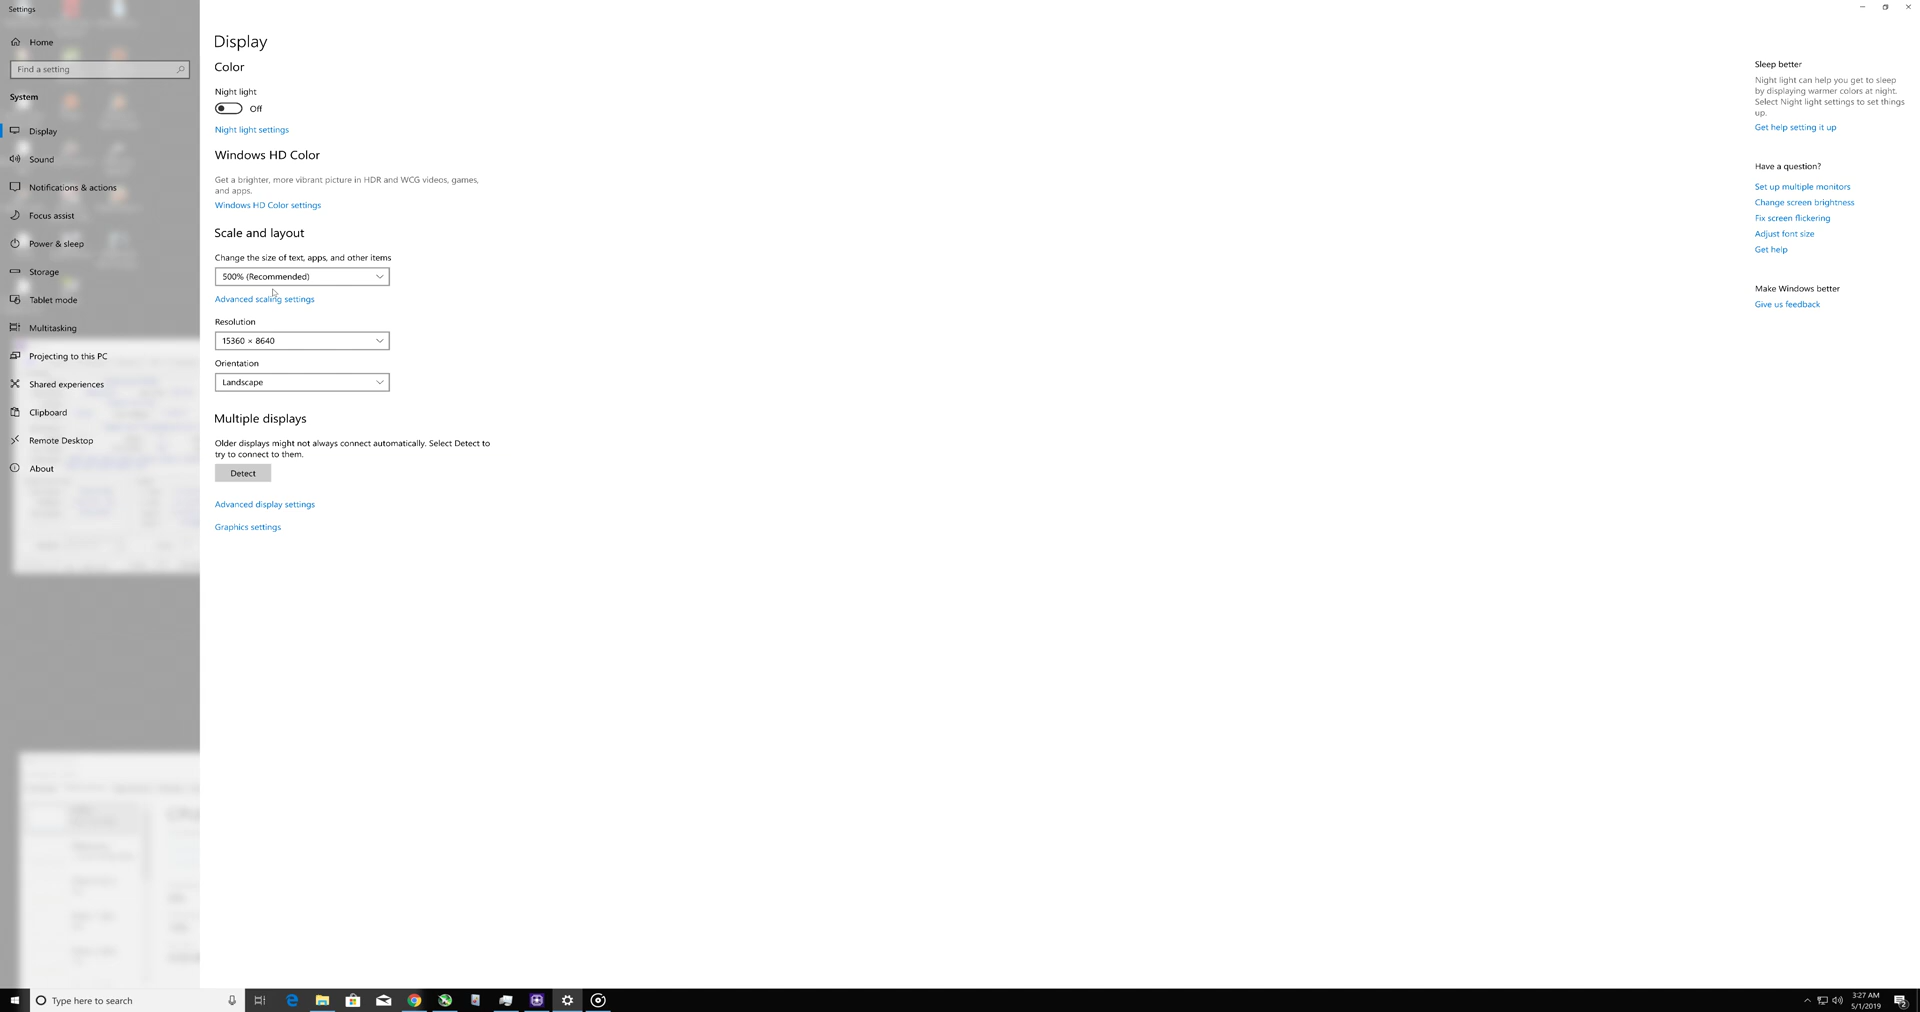 Settings
Home
Find a setting
System
Display
Sound
Notifications & actions
Focus assist
Power & sleep
Storage
Tablet mode
Multitasking
Projecting to this PC
Shared experiences
Clipboard
Remote Desktop
About
Display
Color
Night light
Off
Night light settings
Windows HD Color
Get a brighter, more vibrant picture in HDR and WCG videos, games,
and apps.
Windows HD Color settings
Scale and layout
Change the size of text, apps, and other items
500% (Recommended)
Advanced scaling settings
Resolution
15360 × 8640
Orientation
Landscape
Multiple displays
Older displays might not always connect automatically. Select Detect to
try to connect to them.
Detect
Advanced display settings
Graphics settings
Sleep better
Night light can help you get to sleep
by displaying warmer colors at night.
Select Night light settings to set things
up.
Get help setting it up
Have a question?
Set up multiple monitors
Change screen brightness
Fix screen flickering
Adjust font size
Get help
Make Windows better
Give us feedback
Type here to search
3:27 AM
5/1/2019
2